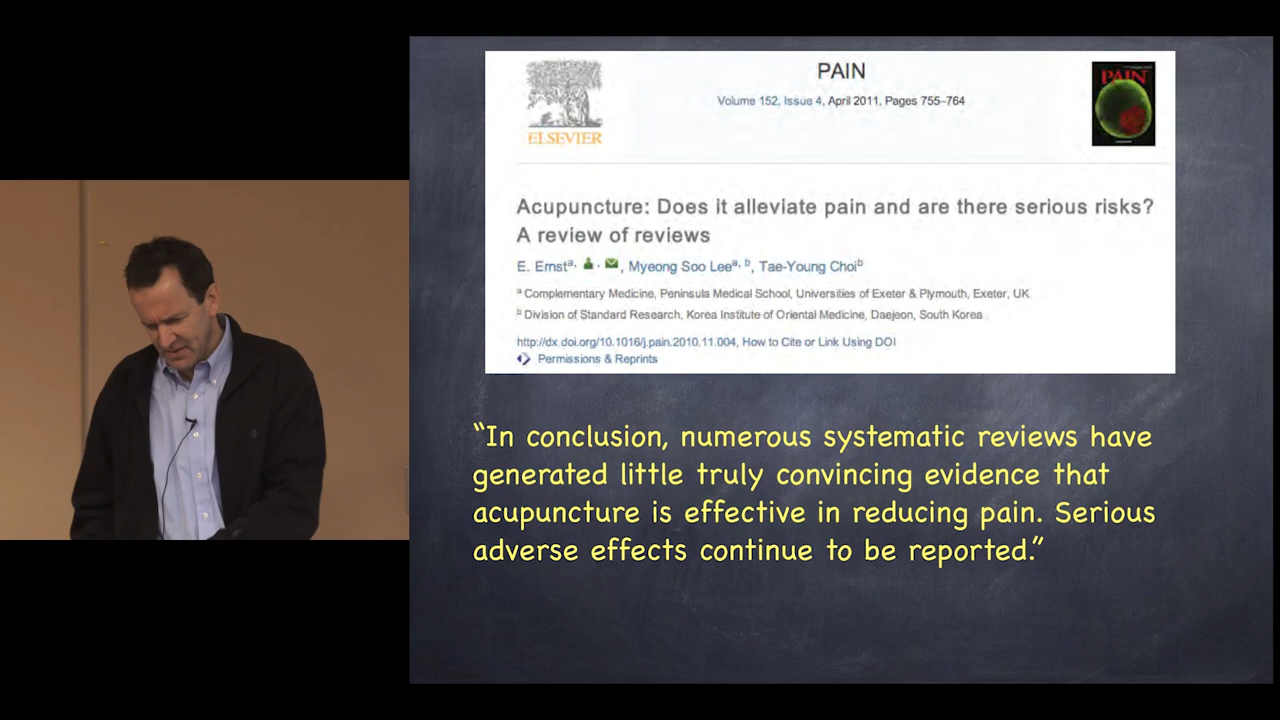 PAIN
Volume 152, Issue 4, April 2011, Pages 755–764
ELSEVIER
PAIN
Acupuncture: Does it alleviate pain and are there serious risks?
A review of reviews
E. Ernstᵃ, , Myeong Soo Leeᵃ, ᵇ, Tae-Young Choiᵇ
ᵃ Complementary Medicine, Peninsula Medical School, Universities of Exeter & Plymouth, Exeter, UK
ᵇ Division of Standard Research, Korea Institute of Oriental Medicine, Daejeon, South Korea
http://dx.doi.org/10.1016/j.pain.2010.11.004, How to Cite or Link Using DOI
Permissions & Reprints
“In conclusion, numerous systematic reviews have
generated little truly convincing evidence that
acupuncture is effective in reducing pain. Serious
adverse effects continue to be reported.”